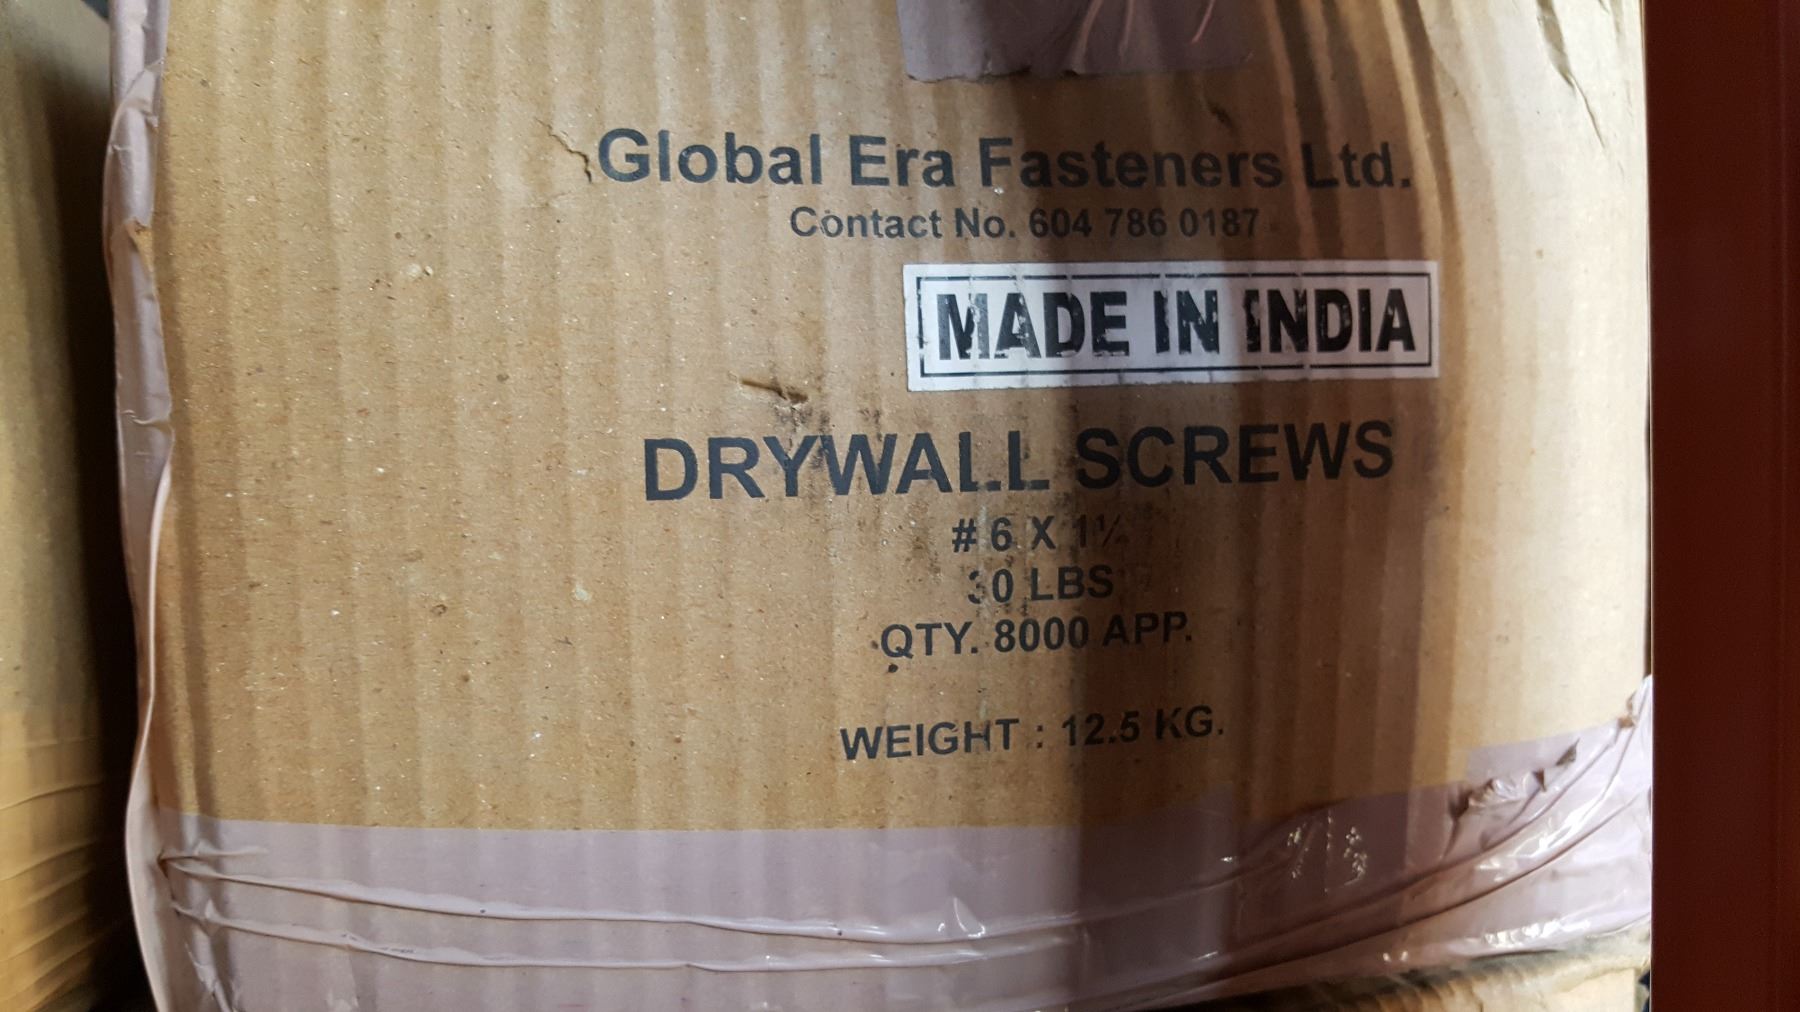 Global Era Fasteners Ltd.
Contact No. 604 786 0187
MADE IN INDIA
DRYWALL SCREWS
# 6 X 1¼
30 LBS
QTY. 8000 APP.
WEIGHT : 12.5 KG.